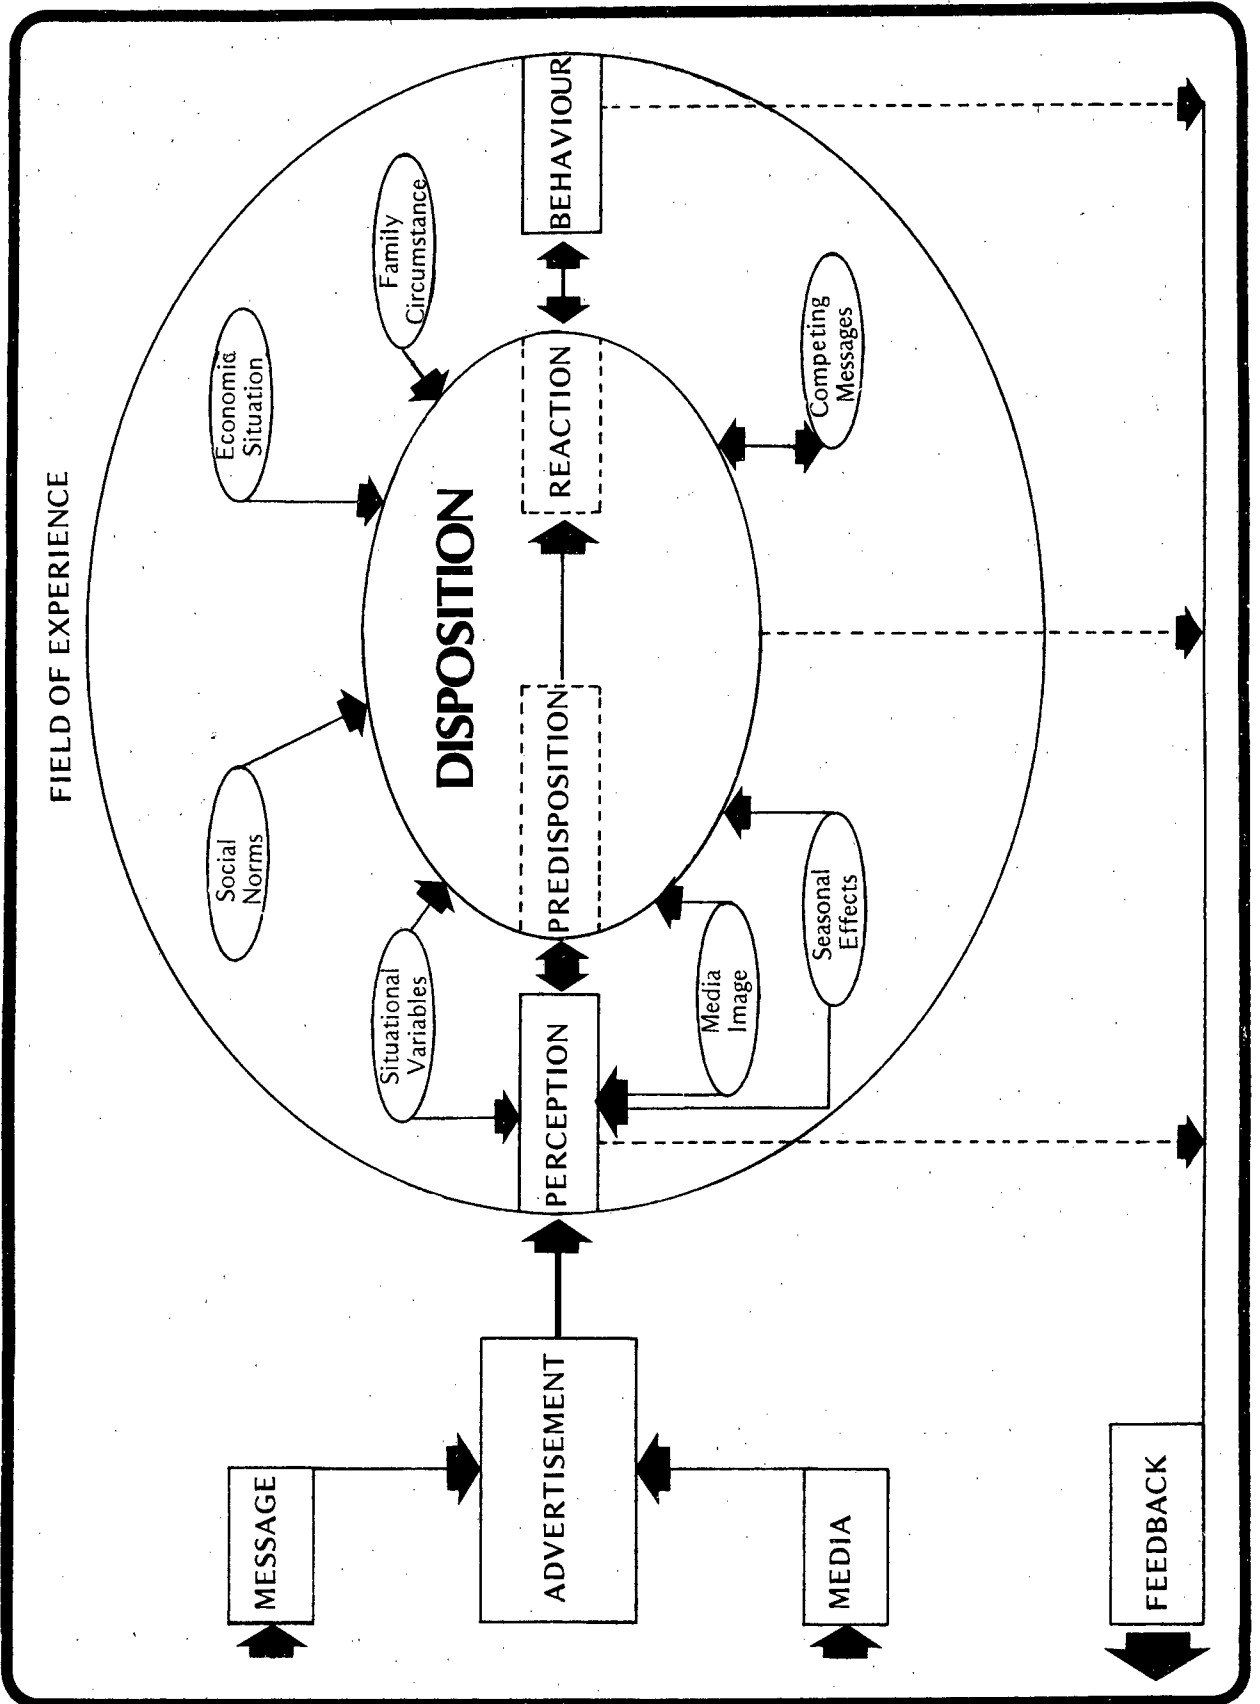 FIELD OF EXPERIENCE
MESSAGE
Social
Norms
Economic
Situation
Situational
Variables
Family
Circumstance
DISPOSITION
ADVERTISEMENT
PERCEPTION
PREDISPOSITION
REACTION
BEHAVIOUR
Media
Image
MEDIA
Seasonal
Effects
Competing
Messages
FEEDBACK